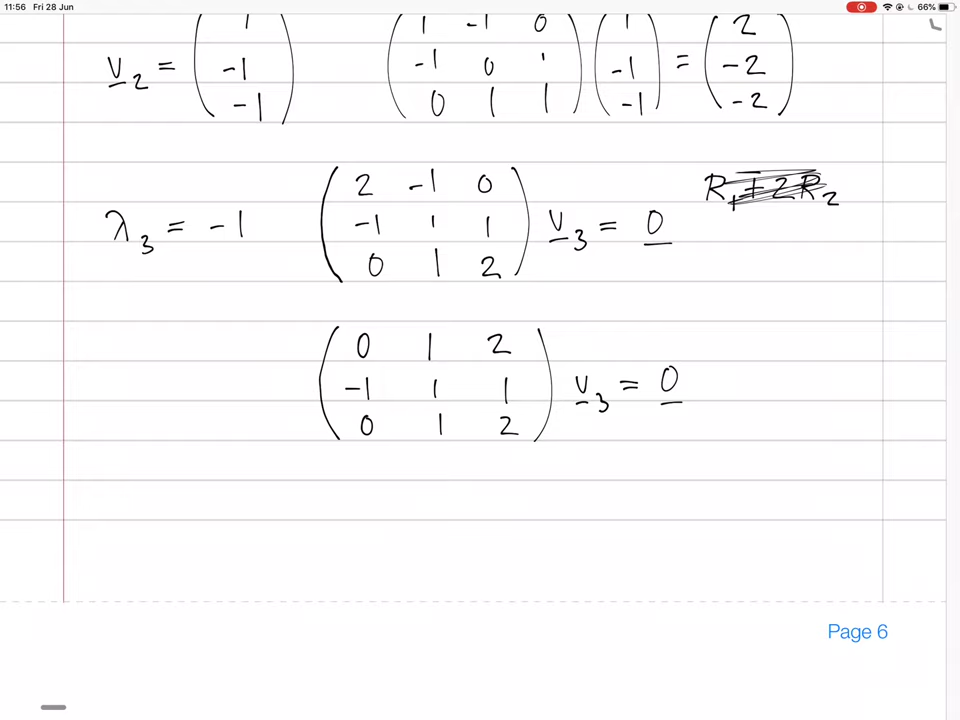 11:56 Fri 28 Jun 66%
v₂ = ( 1 -1 -1 ) ( 1 -1 0 ; -1 0 1 ; 0 1 1 ) ( 1 -1 -1 ) = ( 2 -2 -2 )
λ₃ = -1 ( 2 -1 0 ; -1 1 1 ; 0 1 2 ) v₃ = 0 R₁ + 2R₂
( 0 1 2 ; -1 1 1 ; 0 1 2 ) v₃ = 0
Page 6